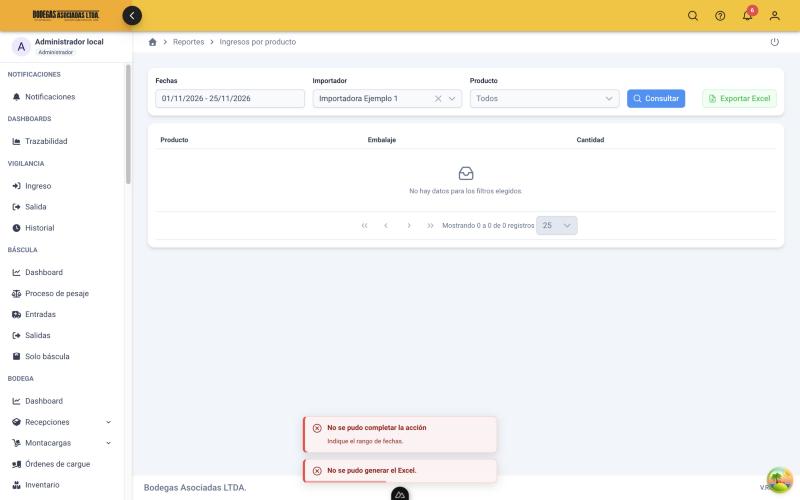 BODEGAS ASOCIADAS LTDA.
6
A
Administrador local
Administrador
Reportes
Ingresos por producto
NOTIFICACIONES
Notificaciones
DASHBOARDS
Trazabilidad
VIGILANCIA
Ingreso
Salida
Historial
BÁSCULA
Dashboard
Proceso de pesaje
Entradas
Salidas
Solo báscula
BODEGA
Dashboard
Recepciones
Montacargas
Órdenes de cargue
Inventario
Fechas
01/11/2026 - 25/11/2026
Importador
Importadora Ejemplo 1
Producto
Todos
Consultar
Exportar Excel
Producto Embalaje Cantidad
No hay datos para los filtros elegidos.
Mostrando 0 a 0 de 0 registros
25
No se pudo completar la acción
Indique el rango de fechas.
No se pudo generar el Excel.
Bodegas Asociadas LTDA.